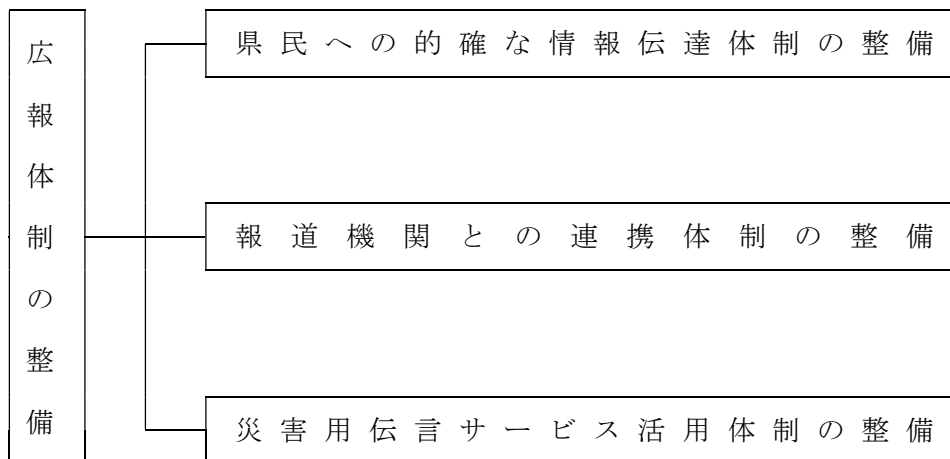 広報体制の整備
県民への的確な情報伝達体制の整備
報道機関との連携体制の整備
災害用伝言サービス活用体制の整備